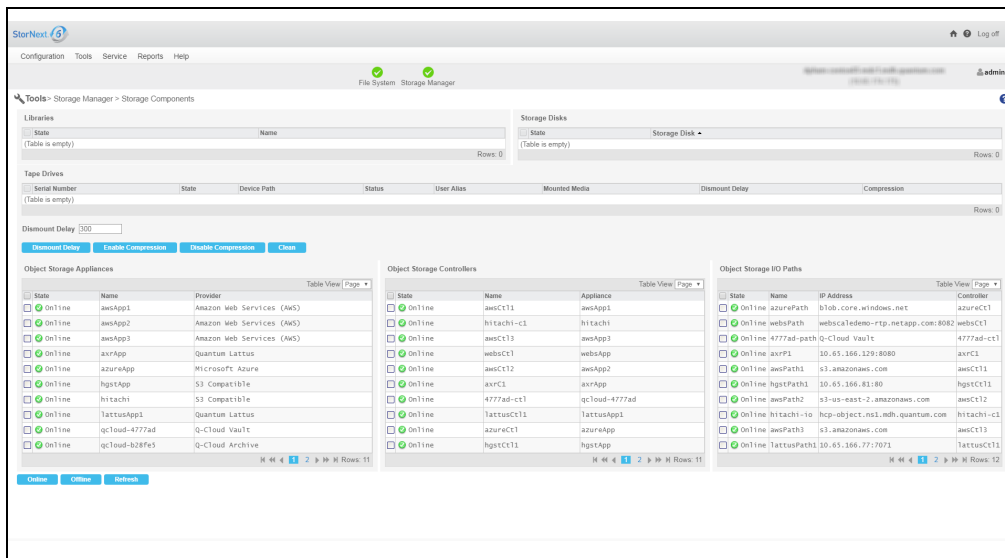 StorNext 6
Log off
Configuration Tools Service Reports Help
File System Storage Manager
admin
Tools > Storage Manager > Storage Components
Libraries
State Name
(Table is empty)
Rows: 0
Storage Disks
State Storage Disk
(Table is empty)
Rows: 0
Tape Drives
Serial Number State Device Path Status User Alias Mounted Media Dismount Delay Compression
(Table is empty)
Rows: 0
Dismount Delay 300
Dismount Delay Enable Compression Disable Compression Clean
Object Storage Appliances
Table View Page
State Name Provider
Online awsApp1 Amazon Web Services (AWS)
Online awsApp2 Amazon Web Services (AWS)
Online awsApp3 Amazon Web Services (AWS)
Online axrApp Quantum Lattus
Online azureApp Microsoft Azure
Online hgstApp S3 Compatible
Online hitachi S3 Compatible
Online lattusApp1 Quantum Lattus
Online qcloud-4777ad Q-Cloud Vault
Online qcloud-b28fe5 Q-Cloud Archive
1 2 Rows: 11
Object Storage Controllers
Table View Page
State Name Appliance
Online awsCtl1 awsApp1
Online hitachi-c1 hitachi
Online awsCtl3 awsApp3
Online websCtl websApp
Online awsCtl2 awsApp2
Online axrC1 axrApp
Online 4777ad-ctl qcloud-4777ad
Online lattusCtl1 lattusApp1
Online azureCtl azureApp
Online hgstCtl1 hgstApp
1 2 Rows: 11
Object Storage I/O Paths
Table View Page
State Name IP Address Controller
Online azurePath blob.core.windows.net azureCtl
Online websPath webscaledemo-rtp.netapp.com:8082 websCtl
Online 4777ad-path Q-Cloud Vault 4777ad-ctl
Online axrP1 10.65.166.129:8080 axrC1
Online awsPath1 s3.amazonaws.com awsCtl1
Online hgstPath1 10.65.166.81:80 hgstCtl1
Online awsPath2 s3-us-east-2.amazonaws.com awsCtl2
Online hitachi-io hcp-object.ns1.mdh.quantum.com hitachi-c1
Online awsPath3 s3.amazonaws.com awsCtl3
Online lattusPath1 10.65.166.77:7071 lattusCtl1
1 2 Rows: 12
Online Offline Refresh